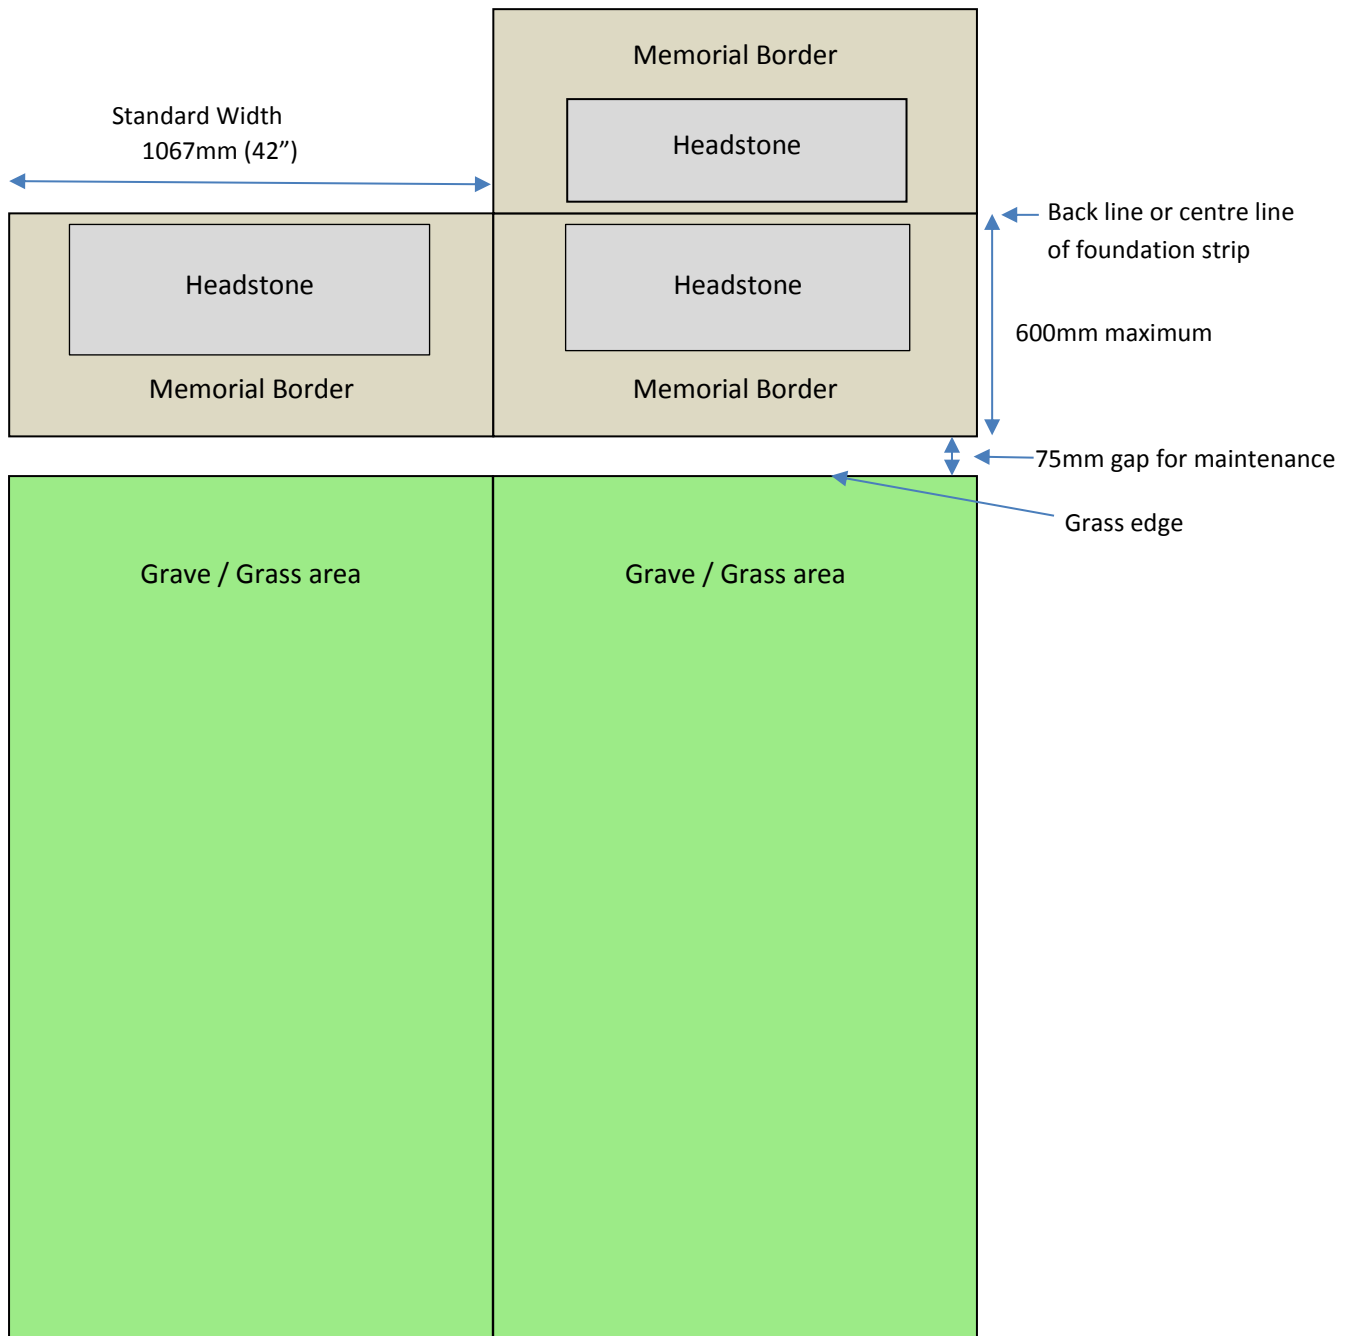 Memorial Border
Standard Width
1067mm (42”)
Headstone
Back line or centre line
of foundation strip
Headstone
Headstone
600mm maximum
Memorial Border
Memorial Border
75mm gap for maintenance
Grass edge
Grave / Grass area
Grave / Grass area